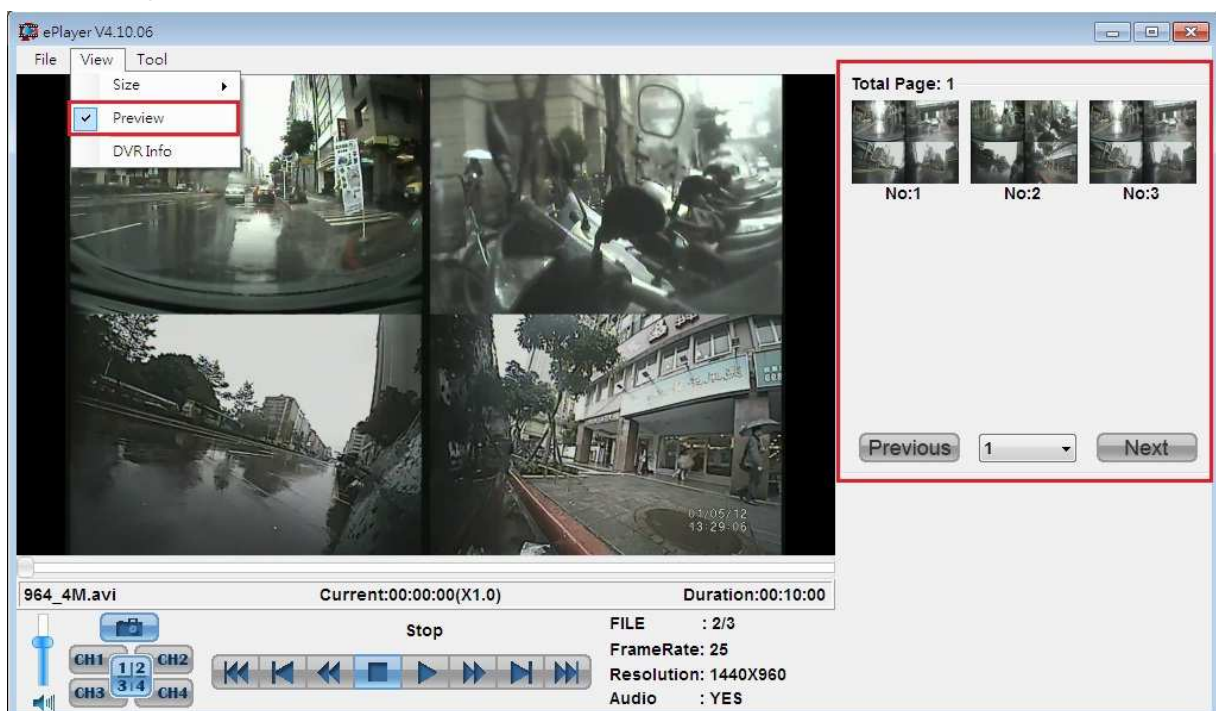 ePlayer V4.10.06
File View Tool
Size
Preview
DVR Info
Total Page: 1
No:1 No:2 No:3
Previous 1 Next
01/05/12
13:29:06
964_4M.avi Current:00:00:00(X1.0) Duration:00:10:00
Stop
FILE : 2/3
FrameRate: 25
Resolution: 1440X960
Audio : YES
CH1 1 2 CH2
CH3 3 4 CH4